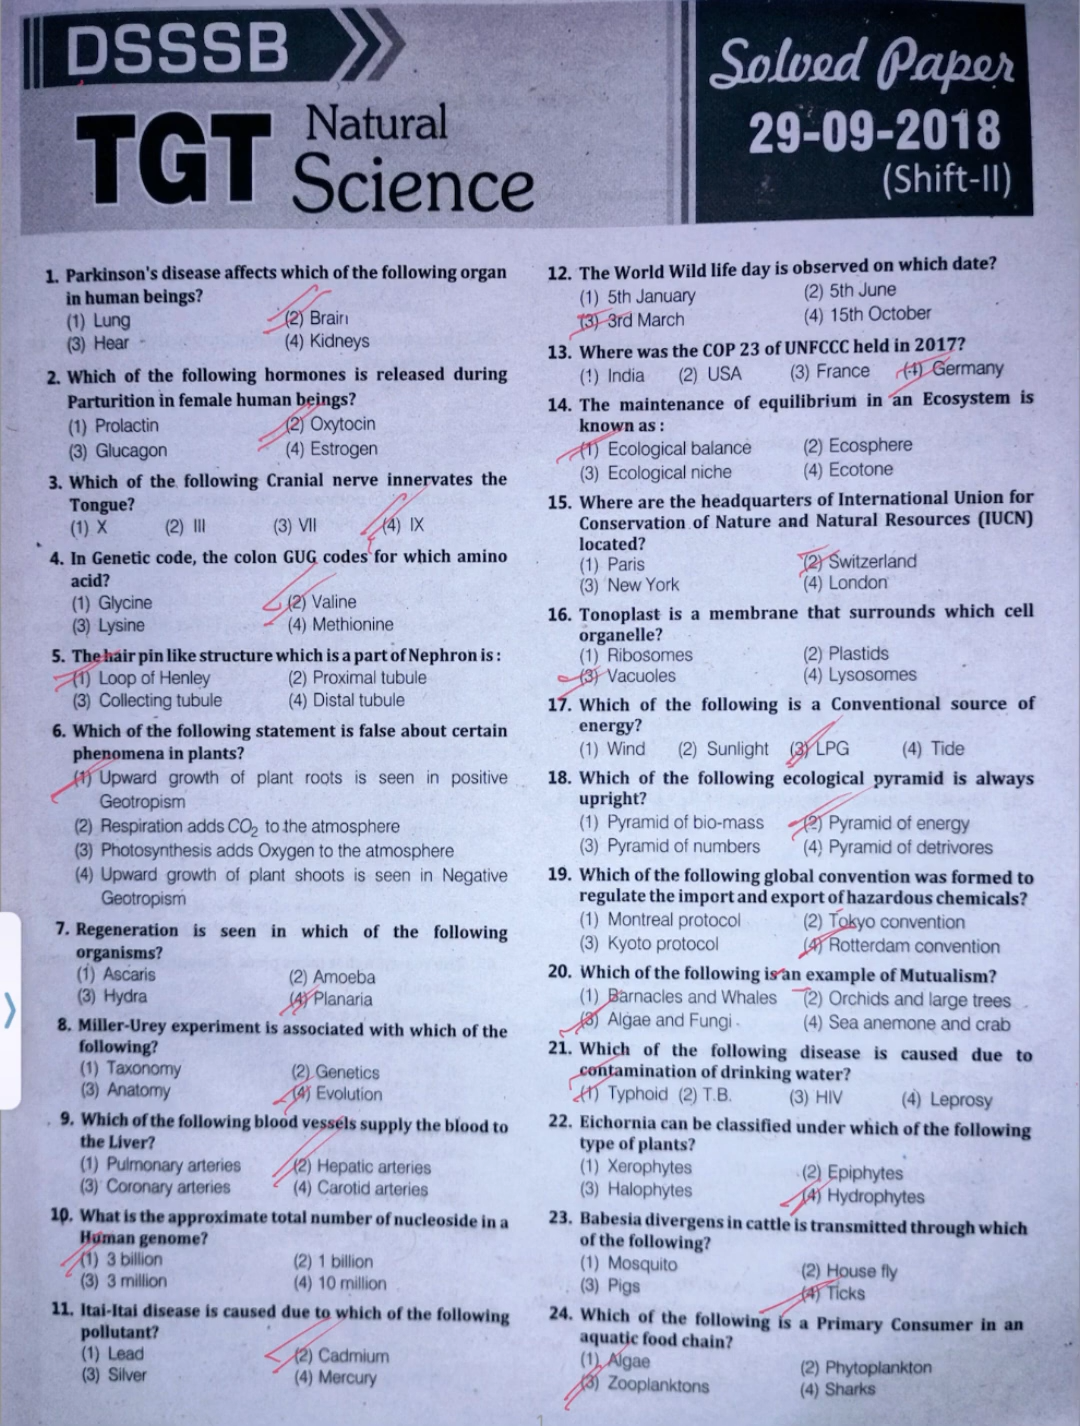 DSSSB
TGT Natural
Science
Solved Paper
29-09-2018
(Shift-II)
1. Parkinson's disease affects which of the following organ
in human beings?
(1) Lung (2) Brain
(3) Hear (4) Kidneys
2. Which of the following hormones is released during
Parturition in female human beings?
(1) Prolactin (2) Oxytocin
(3) Glucagon (4) Estrogen
3. Which of the following Cranial nerve innervates the
Tongue?
(1) X (2) III (3) VII (4) IX
4. In Genetic code, the colon GUG codes for which amino
acid?
(1) Glycine (2) Valine
(3) Lysine (4) Methionine
5. The hair pin like structure which is a part of Nephron is :
(1) Loop of Henley (2) Proximal tubule
(3) Collecting tubule (4) Distal tubule
6. Which of the following statement is false about certain
phenomena in plants?
(1) Upward growth of plant roots is seen in positive
Geotropism
(2) Respiration adds CO₂ to the atmosphere
(3) Photosynthesis adds Oxygen to the atmosphere
(4) Upward growth of plant shoots is seen in Negative
Geotropism
7. Regeneration is seen in which of the following
organisms?
(1) Ascaris (2) Amoeba
(3) Hydra (4) Planaria
8. Miller-Urey experiment is associated with which of the
following?
(1) Taxonomy (2) Genetics
(3) Anatomy (4) Evolution
9. Which of the following blood vessels supply the blood to
the Liver?
(1) Pulmonary arteries (2) Hepatic arteries
(3) Coronary arteries (4) Carotid arteries
10. What is the approximate total number of nucleoside in a
Human genome?
(1) 3 billion (2) 1 billion
(3) 3 million (4) 10 million
11. Itai-Itai disease is caused due to which of the following
pollutant?
(1) Lead (2) Cadmium
(3) Silver (4) Mercury
12. The World Wild life day is observed on which date?
(1) 5th January (2) 5th June
(3) 3rd March (4) 15th October
13. Where was the COP 23 of UNFCCC held in 2017?
(1) India (2) USA (3) France (4) Germany
14. The maintenance of equilibrium in an Ecosystem is
known as :
(1) Ecological balance (2) Ecosphere
(3) Ecological niche (4) Ecotone
15. Where are the headquarters of International Union for
Conservation of Nature and Natural Resources (IUCN)
located?
(1) Paris (2) Switzerland
(3) New York (4) London
16. Tonoplast is a membrane that surrounds which cell
organelle?
(1) Ribosomes (2) Plastids
(3) Vacuoles (4) Lysosomes
17. Which of the following is a Conventional source of
energy?
(1) Wind (2) Sunlight (3) LPG (4) Tide
18. Which of the following ecological pyramid is always
upright?
(1) Pyramid of bio-mass (2) Pyramid of energy
(3) Pyramid of numbers (4) Pyramid of detrivores
19. Which of the following global convention was formed to
regulate the import and export of hazardous chemicals?
(1) Montreal protocol (2) Tokyo convention
(3) Kyoto protocol (4) Rotterdam convention
20. Which of the following is an example of Mutualism?
(1) Barnacles and Whales (2) Orchids and large trees
(3) Algae and Fungi (4) Sea anemone and crab
21. Which of the following disease is caused due to
contamination of drinking water?
(1) Typhoid (2) T.B. (3) HIV (4) Leprosy
22. Eichornia can be classified under which of the following
type of plants?
(1) Xerophytes (2) Epiphytes
(3) Halophytes (4) Hydrophytes
23. Babesia divergens in cattle is transmitted through which
of the following?
(1) Mosquito (2) House fly
(3) Pigs (4) Ticks
24. Which of the following is a Primary Consumer in an
aquatic food chain?
(1) Algae (2) Phytoplankton
(3) Zooplanktons (4) Sharks
1